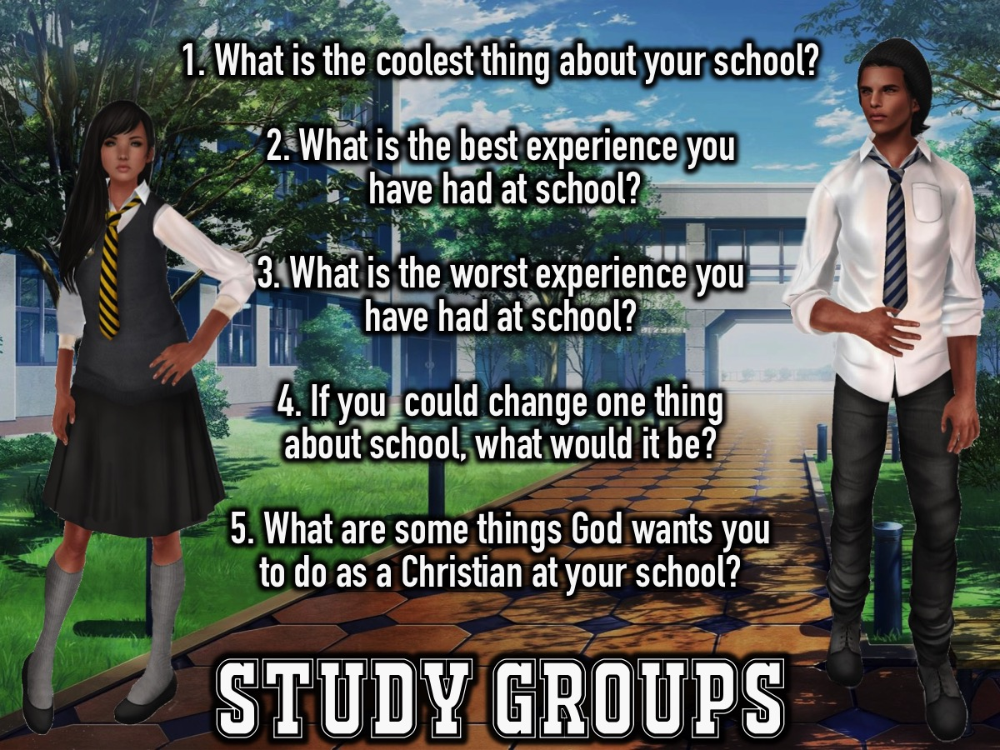 1. What is the coolest thing about your school?
2. What is the best experience you
have had at school?
3. What is the worst experience you
have had at school?
4. If you  could change one thing
about school, what would it be?
5. What are some things God wants you
to do as a Christian at your school?
STUDY GROUPS